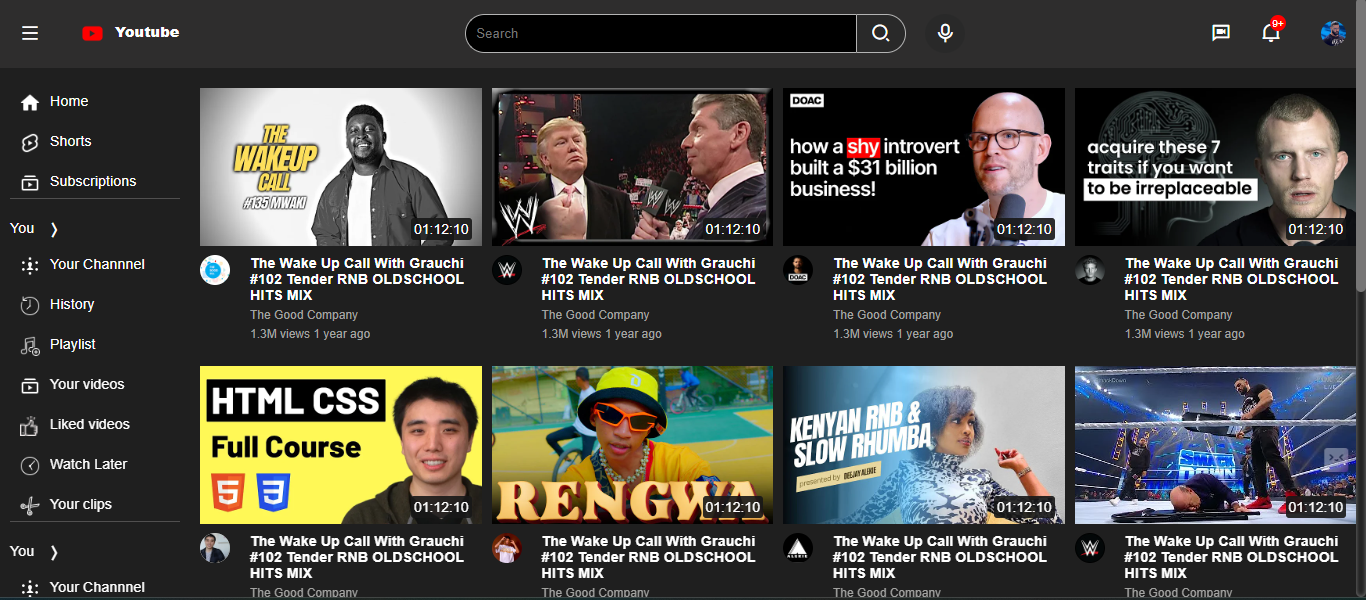 Youtube
Search
9+
Home
Shorts
Subscriptions
You
Your Channnel
History
Playlist
Your videos
Liked videos
Watch Later
Your clips
You
Your Channnel
THE
WAKEUP
CALL
#135 MWAKI
01:12:10
The Wake Up Call With Grauchi
#102 Tender RNB OLDSCHOOL
HITS MIX
The Good Company
1.3M views 1 year ago
W
01:12:10
The Wake Up Call With Grauchi
#102 Tender RNB OLDSCHOOL
HITS MIX
The Good Company
1.3M views 1 year ago
DOAC
how a shy introvert
built a $31 billion
business!
01:12:10
DOAC
The Wake Up Call With Grauchi
#102 Tender RNB OLDSCHOOL
HITS MIX
The Good Company
1.3M views 1 year ago
acquire these 7
traits if you want
to be irreplaceable
01:12:10
The Wake Up Call With Grauchi
#102 Tender RNB OLDSCHOOL
HITS MIX
The Good Company
1.3M views 1 year ago
HTML CSS
Full Course
5 3
01:12:10
The Wake Up Call With Grauchi
#102 Tender RNB OLDSCHOOL
HITS MIX
The Good Company
RENGWA
01:12:10
The Wake Up Call With Grauchi
#102 Tender RNB OLDSCHOOL
HITS MIX
The Good Company
KENYAN RNB &
SLOW RHUMBA
presented by DEEJAY ALEXIE
01:12:10
The Wake Up Call With Grauchi
#102 Tender RNB OLDSCHOOL
HITS MIX
The Good Company
01:12:10
The Wake Up Call With Grauchi
#102 Tender RNB OLDSCHOOL
HITS MIX
The Good Company